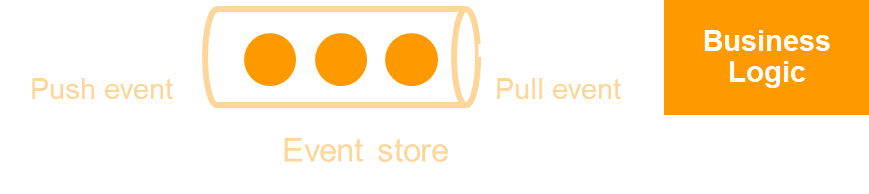 Business
Logic
Push event
Pull event
Event store